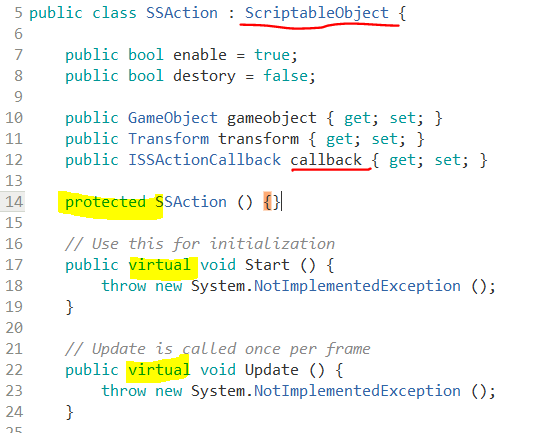 5 public class SSAction : ScriptableObject {
6
7 public bool enable = true;
8 public bool destory = false;
9
10 public GameObject gameobject { get; set; }
11 public Transform transform { get; set; }
12 public ISSActionCallback callback { get; set; }
13
14 protected SSAction () {}
15
16 // Use this for initialization
17 public virtual void Start () {
18 throw new System.NotImplementedException ();
19 }
20
21 // Update is called once per frame
22 public virtual void Update () {
23 throw new System.NotImplementedException ();
24 }
25